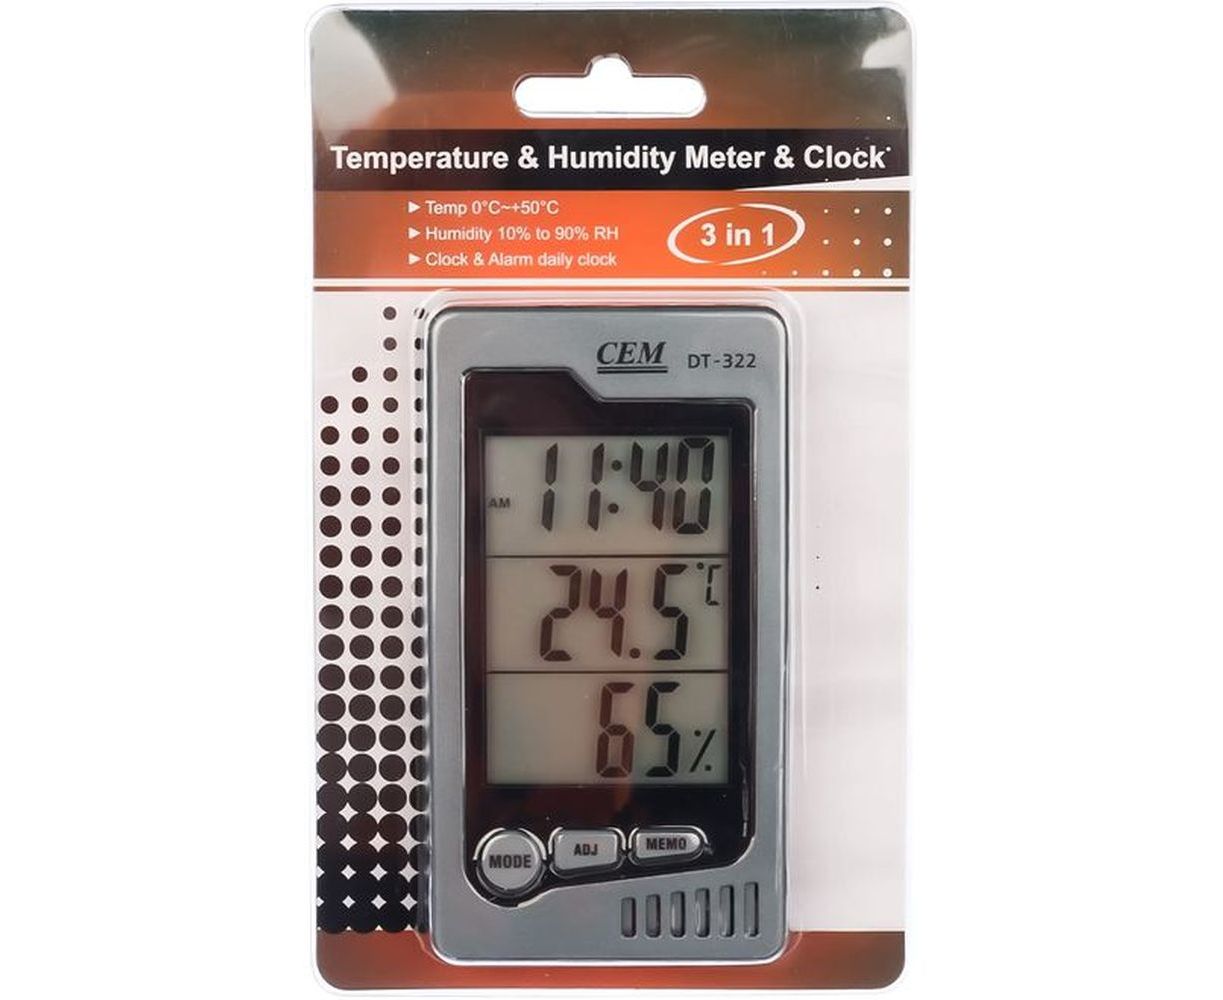 Temperature & Humidity Meter & Clock
▶ Temp 0°C~+50°C
▶ Humidity 10% to 90% RH
▶ Clock & Alarm daily clock
3 in 1
CEM DT-322
AM 11:40
24.5°C
65%
MODE ADJ MEMO